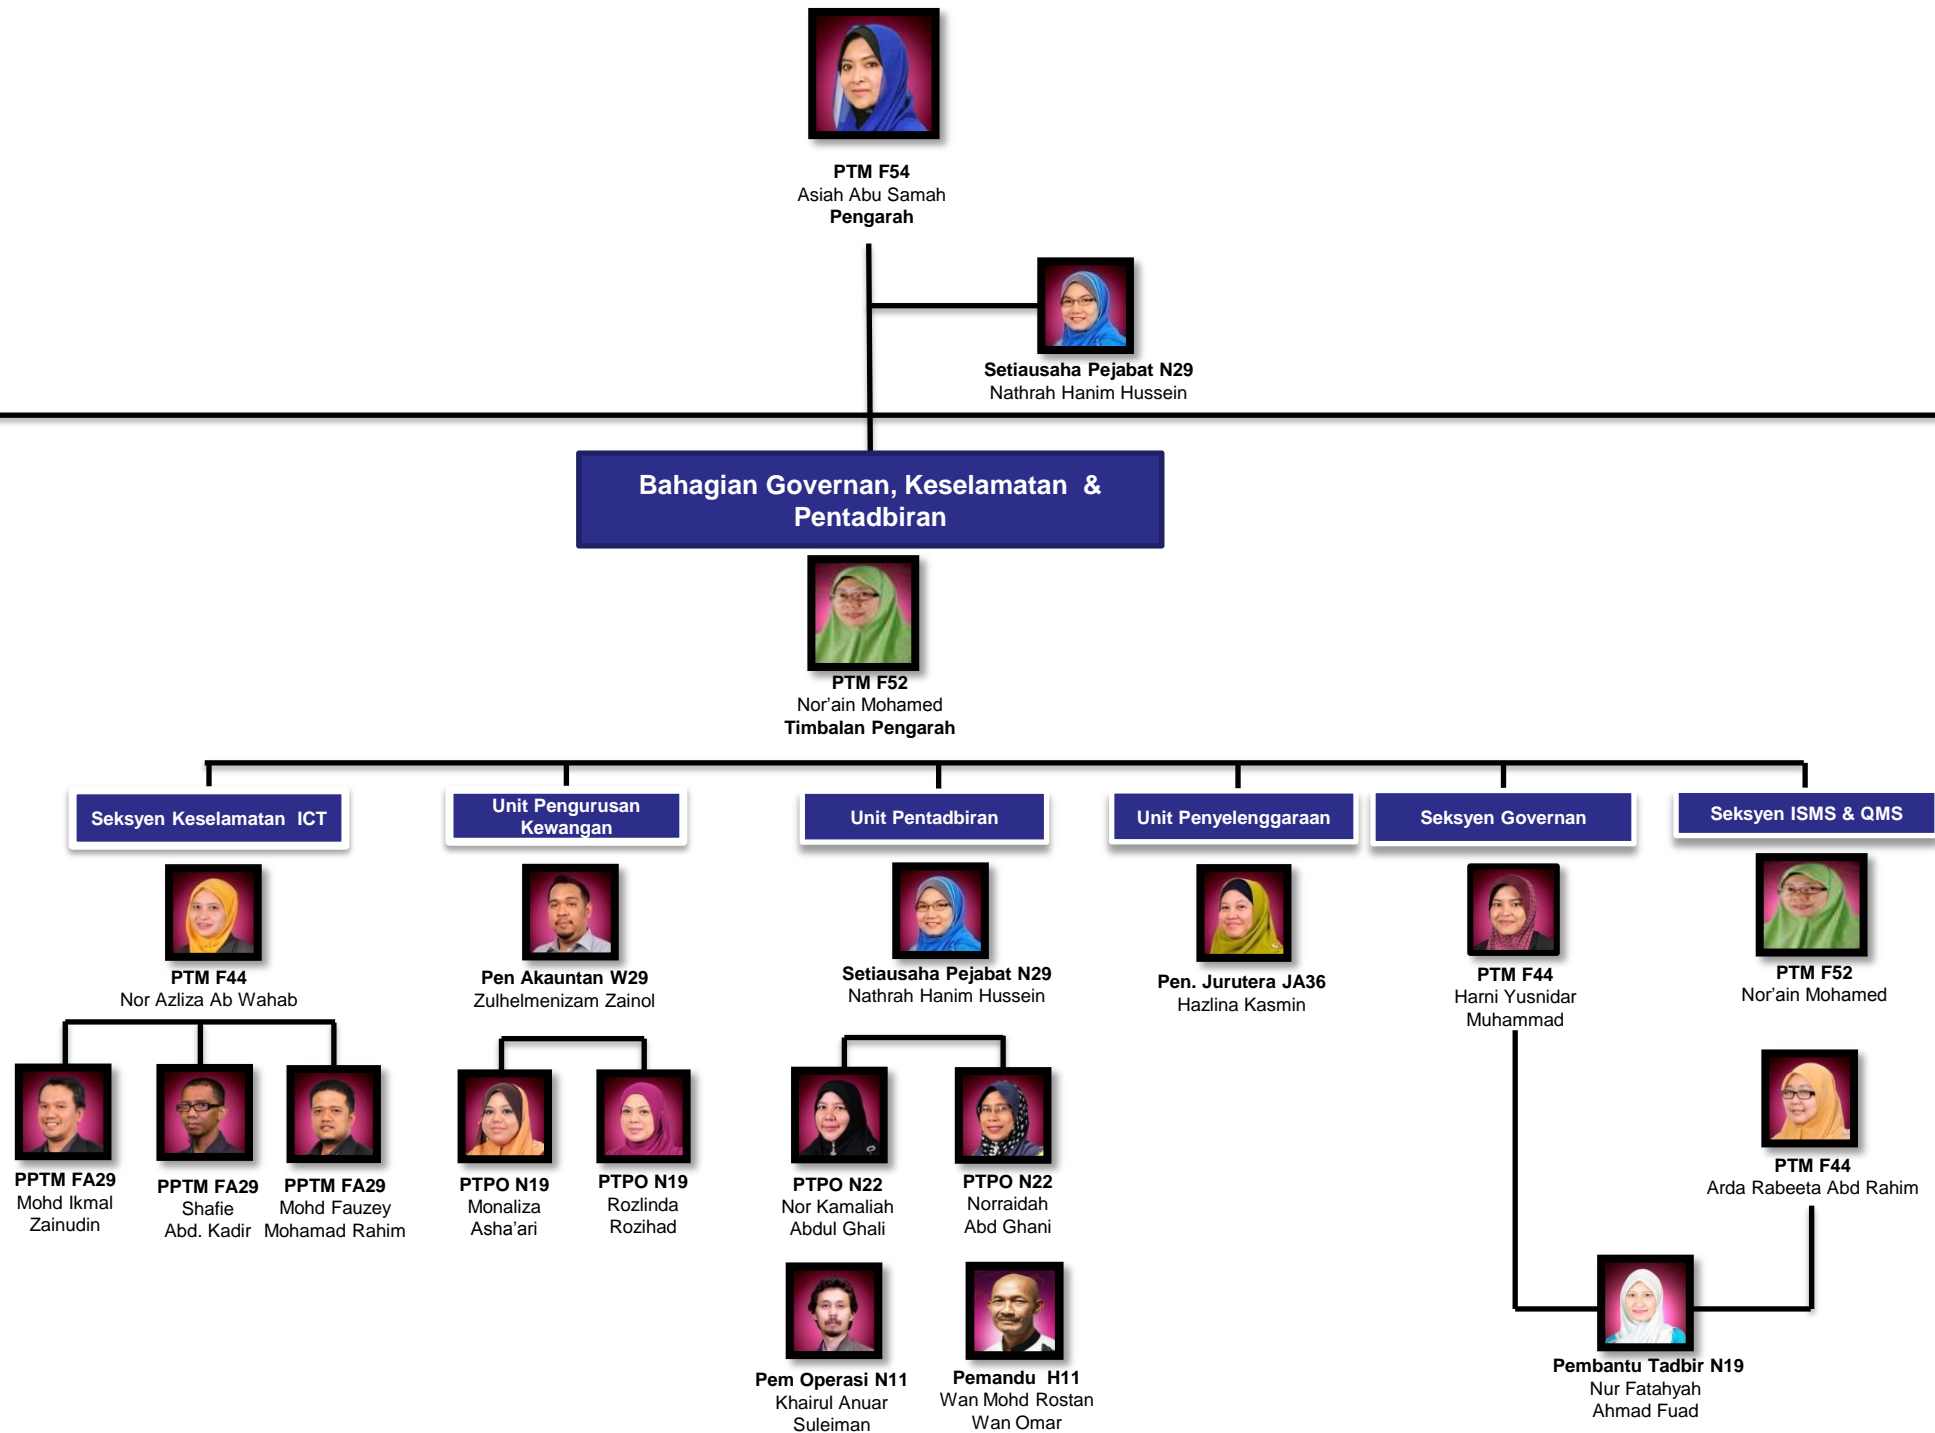 PTM F54
Asiah Abu Samah
Pengarah
Setiausaha Pejabat N29
Nathrah Hanim Hussein
Bahagian Governan, Keselamatan &
Pentadbiran
PTM F52
Nor’ain Mohamed
Timbalan Pengarah
Seksyen Keselamatan ICT
PTM F44
Nor Azliza Ab Wahab
PPTM FA29
Mohd Ikmal
Zainudin
PPTM FA29
Shafie
Abd. Kadir
PPTM FA29
Mohd Fauzey
Mohamad Rahim
Unit Pengurusan
Kewangan
Pen Akauntan W29
Zulhelmenizam Zainol
PTPO N19
Monaliza
Asha’ari
PTPO N19
Rozlinda
Rozihad
Unit Pentadbiran
Setiausaha Pejabat N29
Nathrah Hanim Hussein
PTPO N22
Nor Kamaliah
Abdul Ghali
PTPO N22
Norraidah
Abd Ghani
Pem Operasi N11
Khairul Anuar
Suleiman
Pemandu H11
Wan Mohd Rostan
Wan Omar
Unit Penyelenggaraan
Pen. Jurutera JA36
Hazlina Kasmin
Seksyen Governan
PTM F44
Harni Yusnidar
Muhammad
Seksyen ISMS & QMS
PTM F52
Nor’ain Mohamed
PTM F44
Arda Rabeeta Abd Rahim
Pembantu Tadbir N19
Nur Fatahyah
Ahmad Fuad